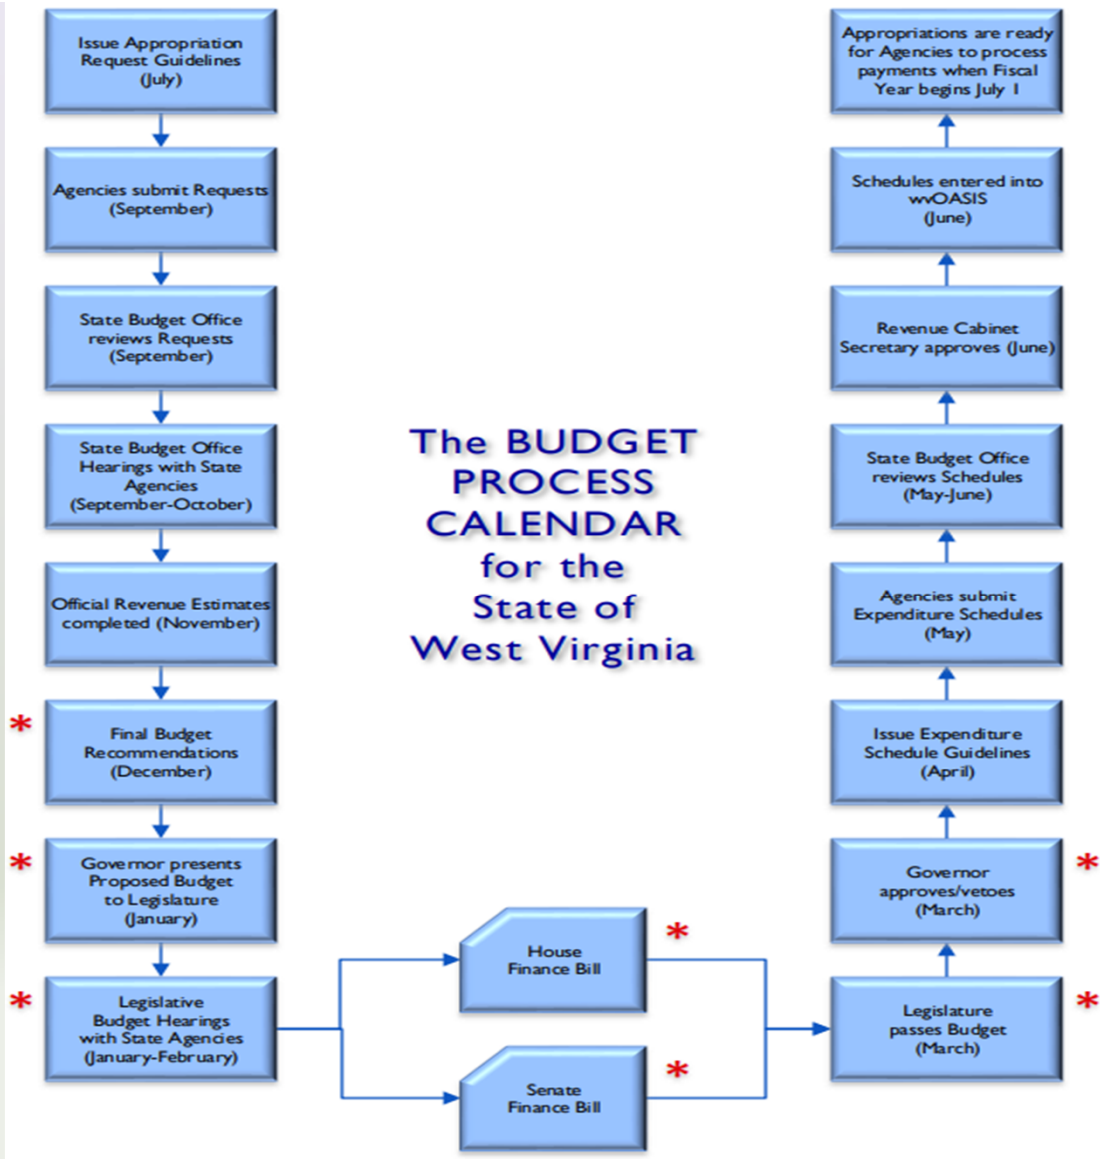 Issue Appropriation
Request Guidelines
(July)
Agencies submit Requests
(September)
State Budget Office
reviews Requests
(September)
State Budget Office
Hearings with State
Agencies
(September-October)
Official Revenue Estimates
completed (November)
*
Final Budget
Recommendations
(December)
*
Governor presents
Proposed Budget
to Legislature
(January)
*
Legislative
Budget Hearings
with State Agencies
(January-February)
The BUDGET
PROCESS
CALENDAR
for the
State of
West Virginia
House
Finance Bill
*
Senate
Finance Bill
*
Legislature
passes Budget
(March)
*
Governor
approves/vetoes
(March)
*
Issue Expenditure
Schedule Guidelines
(April)
Agencies submit
Expenditure Schedules
(May)
State Budget Office
reviews Schedules
(May-June)
Revenue Cabinet
Secretary approves (June)
Schedules entered into
wvOASIS
(June)
Appropriations are ready
for Agencies to process
payments when Fiscal
Year begins July 1